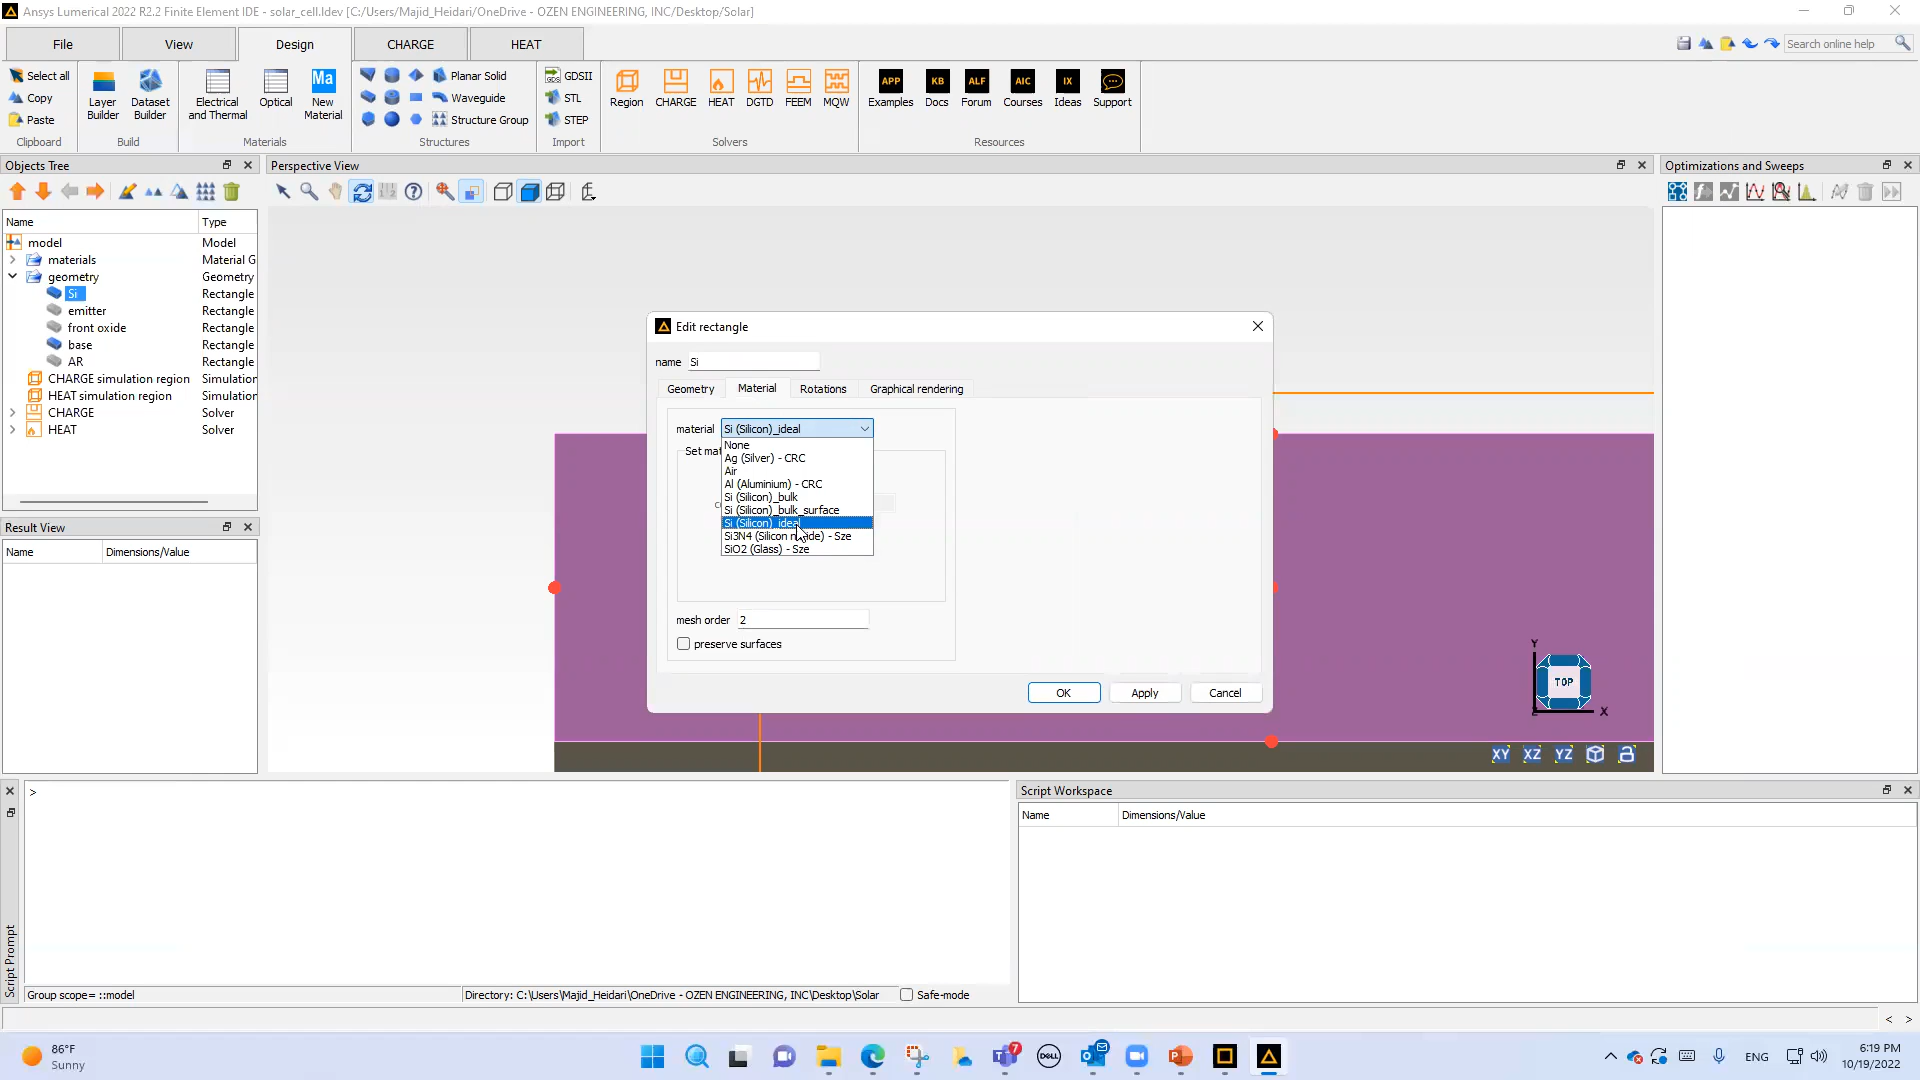 Ansys Lumerical 2022 R2.2 Finite Element IDE - solar_cell.ldev [C:/Users/Majid_Heidari/OneDrive - OZEN ENGINEERING, INC/Desktop/Solar]
File View Design CHARGE HEAT Search online help
Select all Planar Solid GDSII
Copy Waveguide STL
Paste Structure Group STEP
Layer Builder Dataset Builder Electrical and Thermal Optical New Material Region CHARGE HEAT DGTD FEEM MQW Examples Docs Forum Courses Ideas Support
Ma APP KB ALF AIC IX
Clipboard Build Materials Structures Import Solvers Resources
Objects Tree Perspective View Optimizations and Sweeps
Name Type
model Model
materials Material G
geometry Geometry
Si Rectangle
emitter Rectangle
front oxide Rectangle
base Rectangle
AR Rectangle
CHARGE simulation region Simulation
HEAT simulation region Simulation
CHARGE Solver
HEAT Solver
Result View
Name Dimensions/Value
Edit rectangle
name Si
Geometry Material Rotations Graphical rendering
material Si (Silicon)_ideal
Set mat
None
Ag (Silver) - CRC
Air
Al (Aluminium) - CRC
Si (Silicon)_bulk
Si (Silicon)_bulk_surface
Si (Silicon)_ideal
SiO2 (Glass) - Sze
mesh order 2
preserve surfaces
OK Apply Cancel
Y
TOP
X
Z
XY XZ YZ
>
Script Prompt
Script Workspace
Name Dimensions/Value
Group scope= ::model Directory: C:\Users\Majid_Heidari\OneDrive - OZEN ENGINEERING, INC\Desktop\Solar Safe-mode
< >
86°F
Sunny
7
DELL
ENG
6:19 PM
10/19/2022